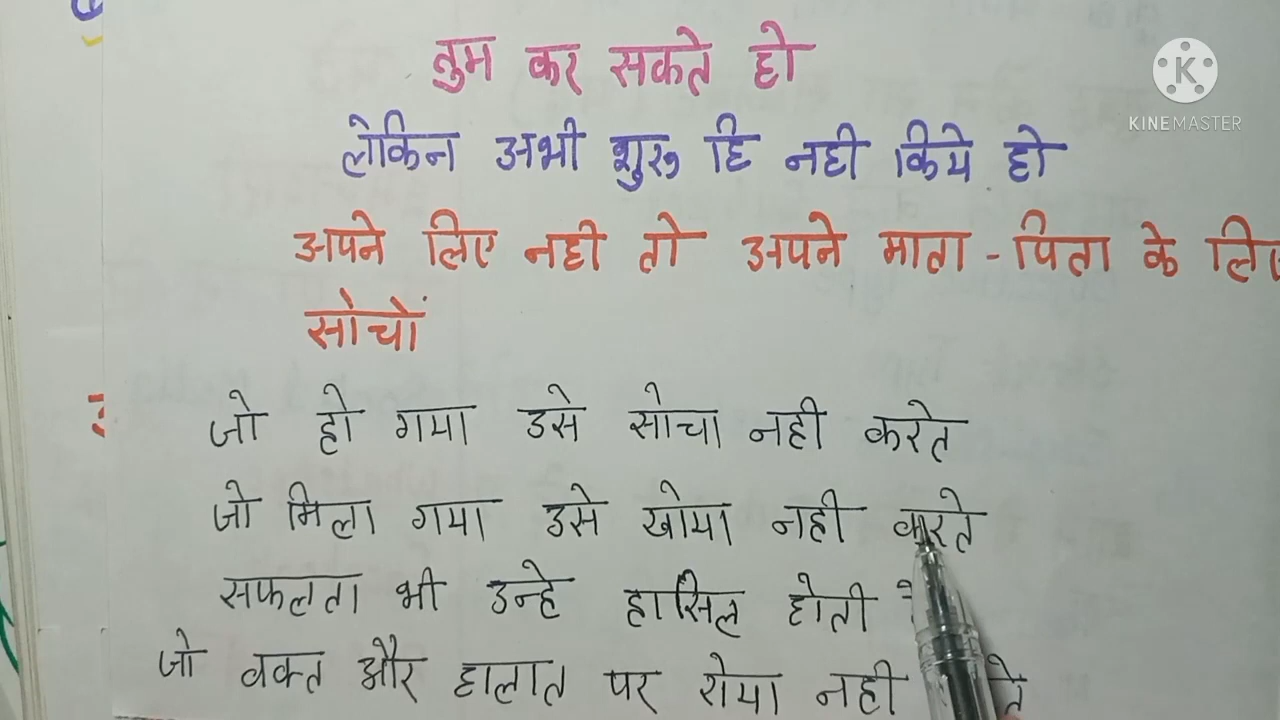 तुम कर सकते हो
KINEMASTER
लेकिन अभी शुरू हि नही किये हो
अपने लिए नही तो अपने माता - पिता के लिए
सोचों
जो हो गया उसे सोचा नही करेत
जो मिला गया उसे खोया नही करते
सफलता भी उन्हे हासिल होती
जो वक्त और हालात पर रोया नही